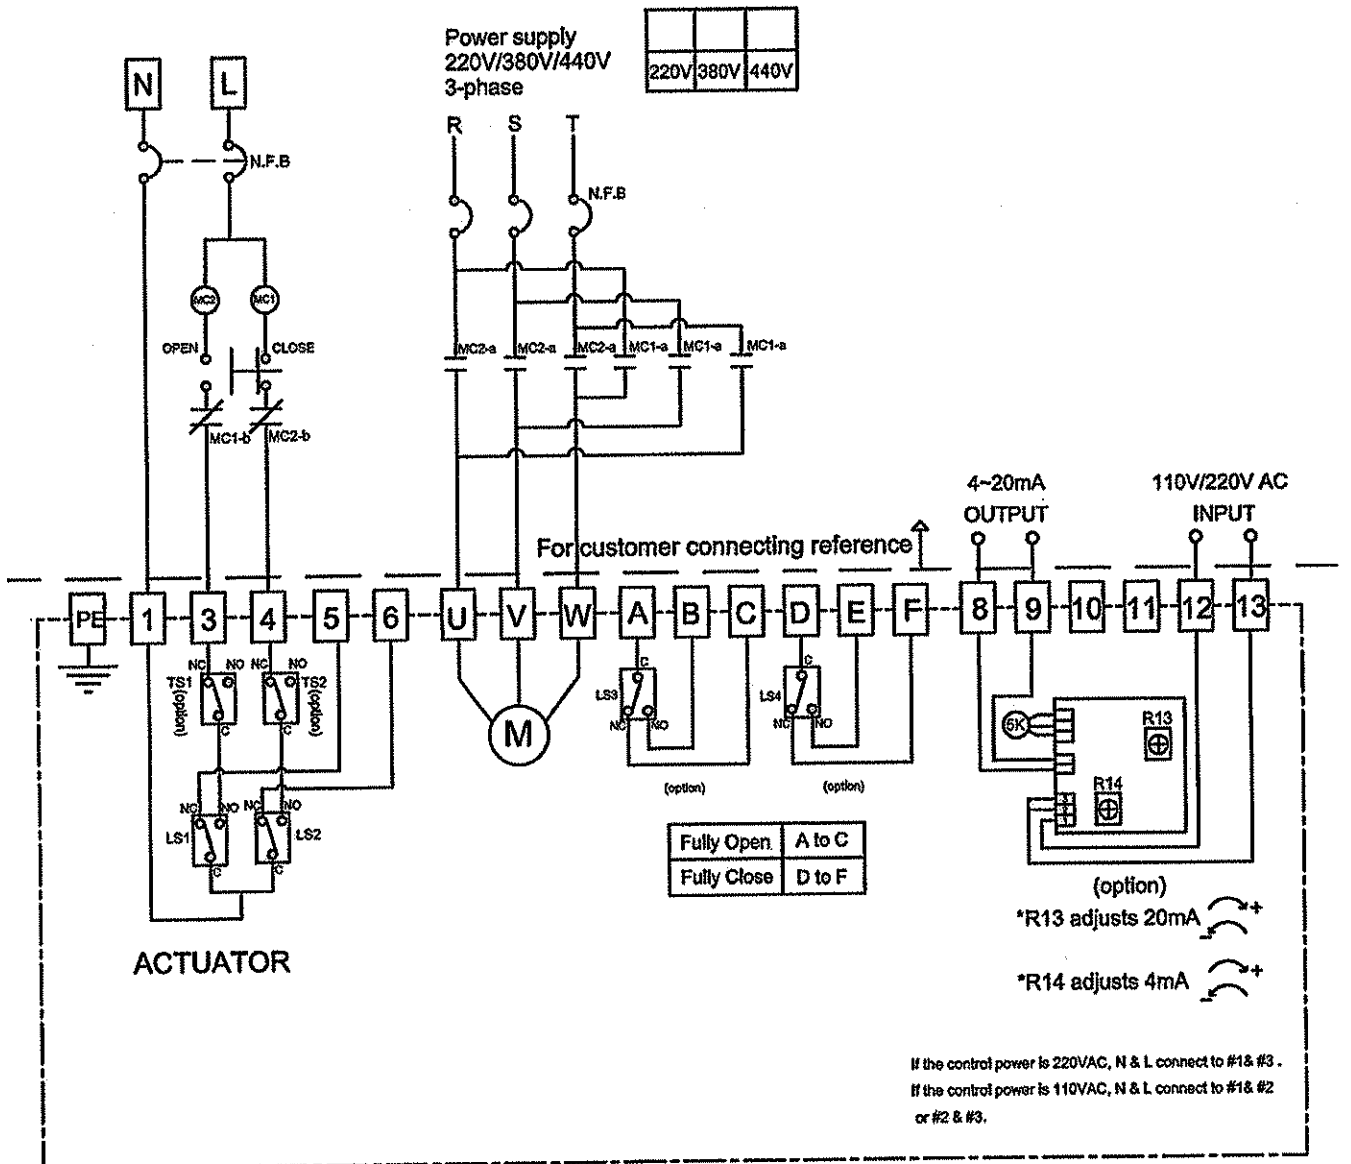 Power supply
220V/380V/440V
3-phase
220V 380V 440V
N L
R S T
N.F.B
N.F.B
MC2 MC1
OPEN CLOSE
MC2-a MC2-a MC2-a MC1-a MC1-a MC1-a
MC1-b MC2-b
4~20mA
OUTPUT
110V/220V AC
INPUT
For customer connecting reference
PE 1 3 4 5 6 U V W A B C D E F 8 9 10 11 12 13
NC NO NC NO
TS1 TS2
(option) (option)
C C
C C
LS3 LS4
NC NO NC NO
M
5K
R13
R14
(option) (option)
NC NO NC NO
LS1 LS2
C C
Fully Open A to C
Fully Close D to F
(option)
*R13 adjusts 20mA + -
*R14 adjusts 4mA + -
ACTUATOR
If the control power is 220VAC, N & L connect to #1& #3 .
If the control power is 110VAC, N & L connect to #1& #2
or #2 & #3.